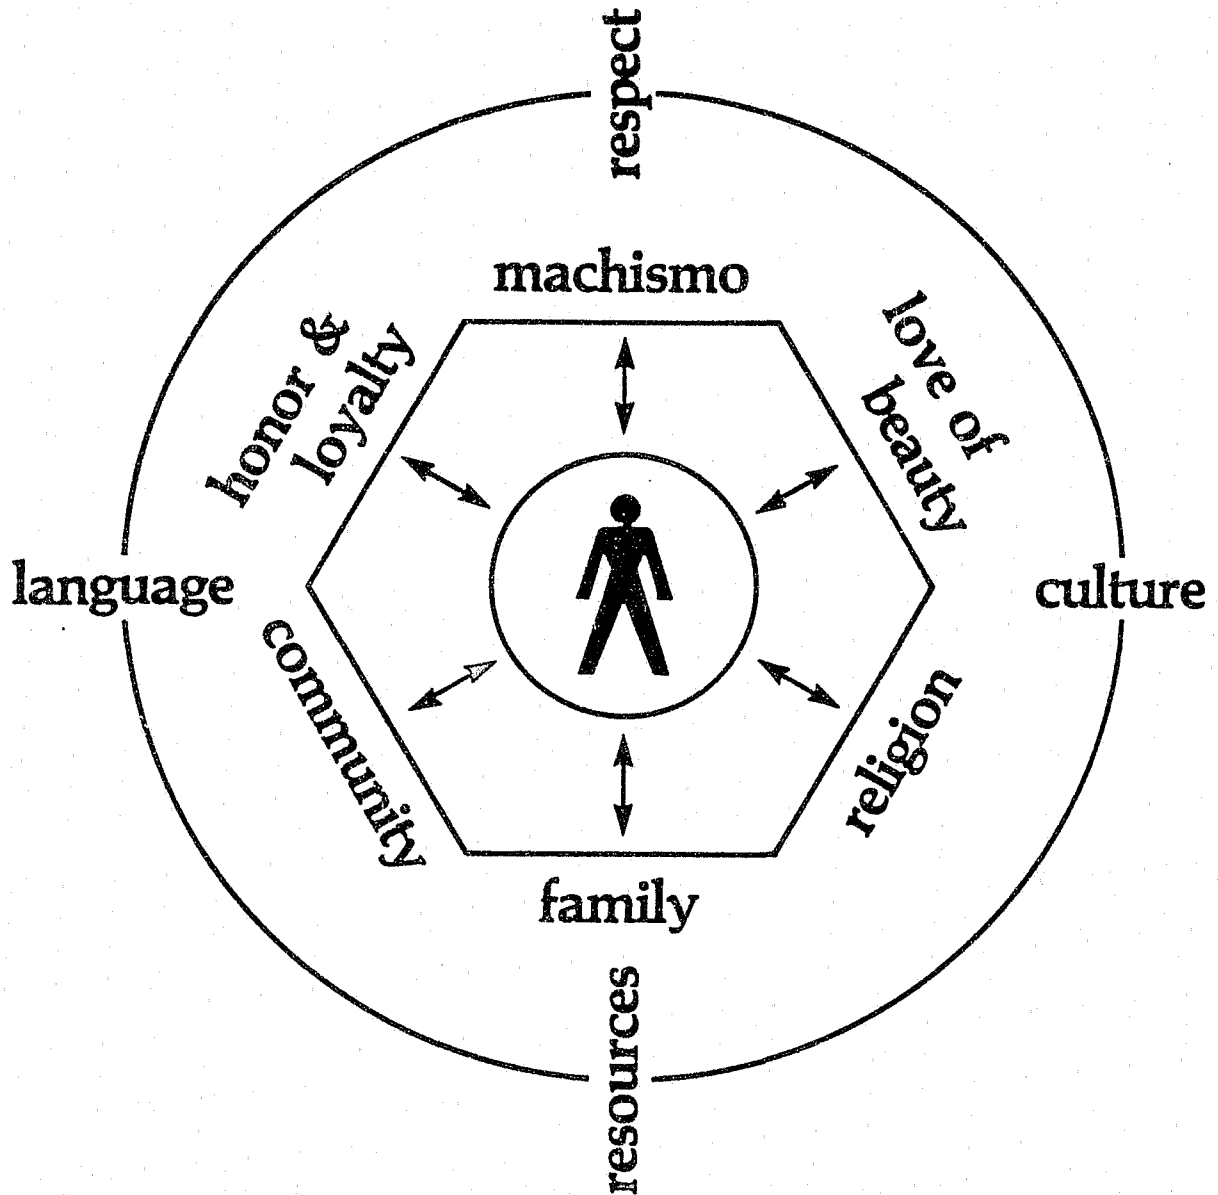 respect
machismo
honor &
loyalty
love of
beauty
language
culture
community
religion
family
resources